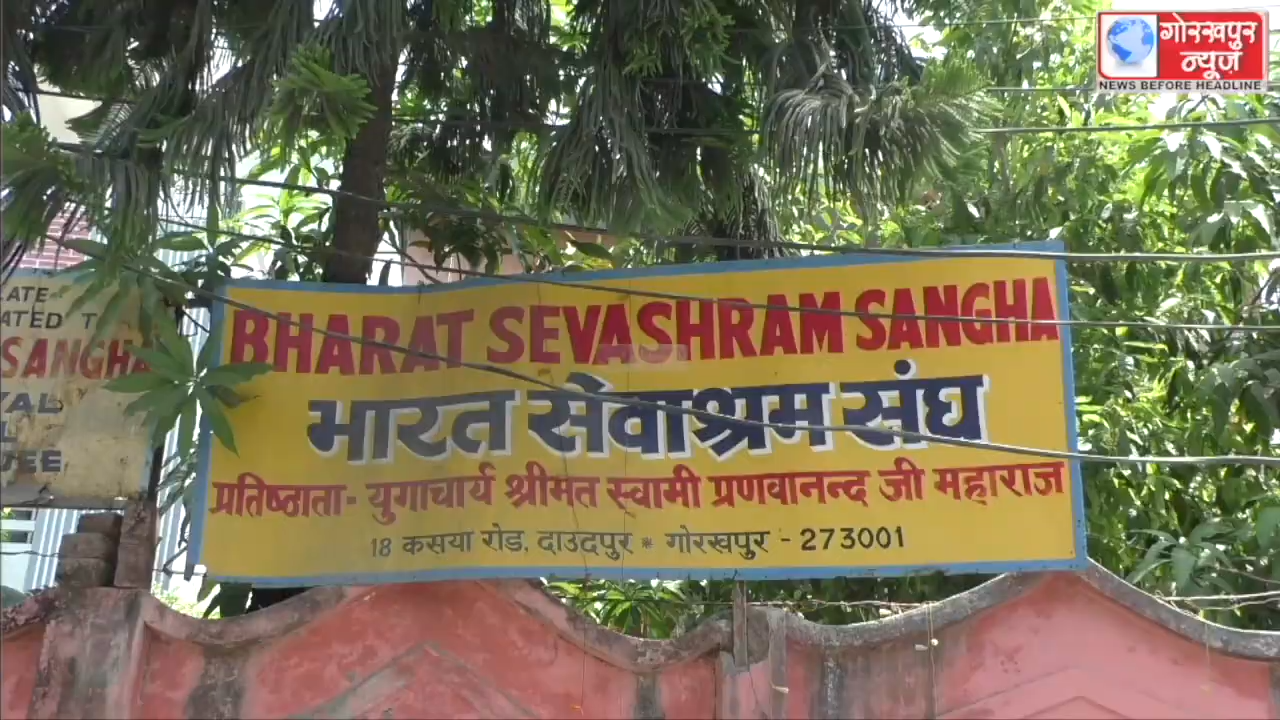 गोरखपुर
न्यूज़
NEWS BEFORE HEADLINE
BHARAT SEVASHRAM SANGHA
भारत सेवाश्रम संघ
प्रतिष्ठाता- युगाचार्य श्रीमत स्वामी प्रणवानन्द जी महाराज
18 कसया रोड, दाउदपुर * गोरखपुर - 273001
SANGHA